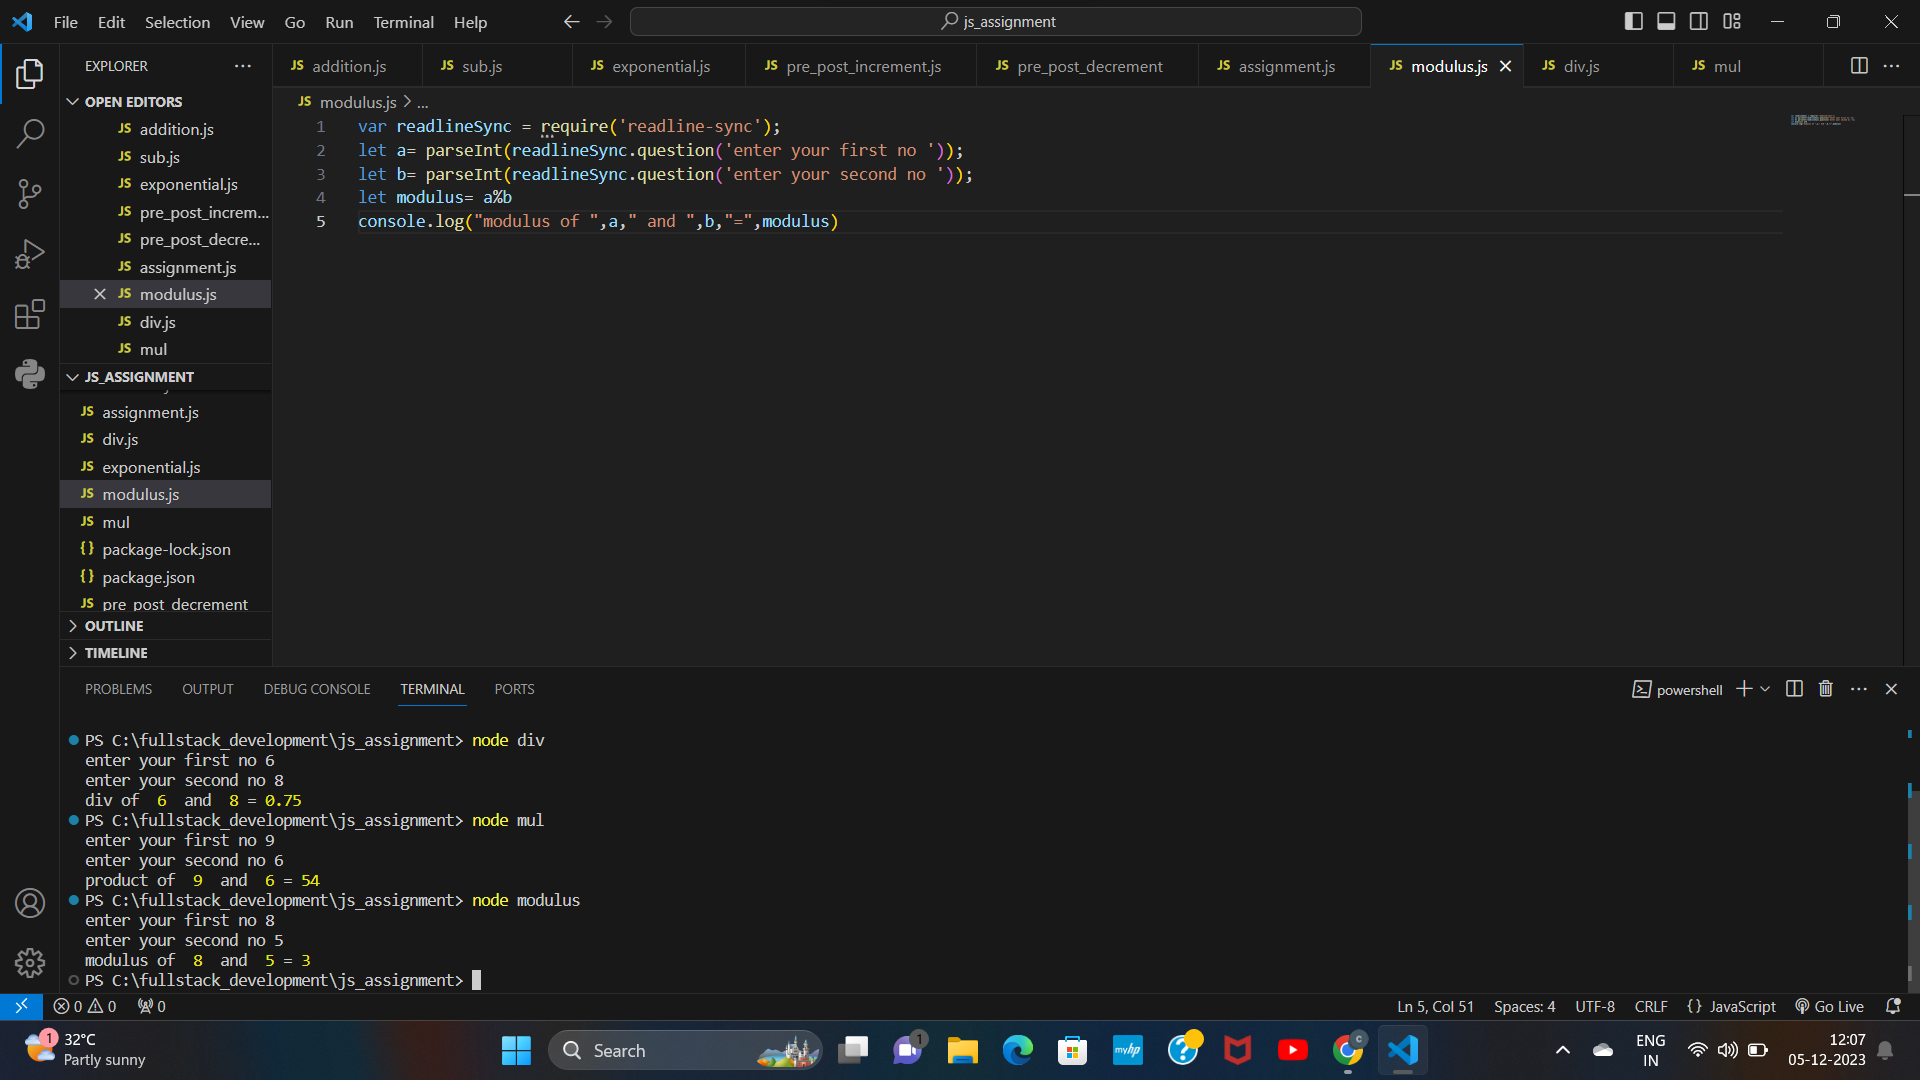 File Edit Selection View Go Run Terminal Help
js_assignment
EXPLORER
OPEN EDITORS
JS addition.js
JS sub.js
JS exponential.js
JS pre_post_increm...
JS pre_post_decre...
JS assignment.js
JS modulus.js
JS div.js
JS mul
JS_ASSIGNMENT
JS assignment.js
JS div.js
JS exponential.js
JS modulus.js
JS mul
{} package-lock.json
{} package.json
JS pre_post_decrement
OUTLINE
TIMELINE
JS addition.js JS sub.js JS exponential.js JS pre_post_increment.js JS pre_post_decrement JS assignment.js JS modulus.js JS div.js JS mul
JS modulus.js > ...
1 var readlineSync = require('readline-sync');
2 let a= parseInt(readlineSync.question('enter your first no '));
3 let b= parseInt(readlineSync.question('enter your second no '));
4 let modulus= a%b
5 console.log("modulus of ",a," and ",b,"=",modulus)
PROBLEMS OUTPUT DEBUG CONSOLE TERMINAL PORTS
powershell
PS C:\fullstack_development\js_assignment> node div
enter your first no 6
enter your second no 8
div of  6  and  8 = 0.75
PS C:\fullstack_development\js_assignment> node mul
enter your first no 9
enter your second no 6
product of  9  and  6 = 54
PS C:\fullstack_development\js_assignment> node modulus
enter your first no 8
enter your second no 5
modulus of  8  and  5 = 3
PS C:\fullstack_development\js_assignment>
0 0 0
Ln 5, Col 51 Spaces: 4 UTF-8 CRLF {} JavaScript Go Live
1
32°C
Partly sunny
Search
1
myhp
?
C
ENG
IN
12:07
05-12-2023